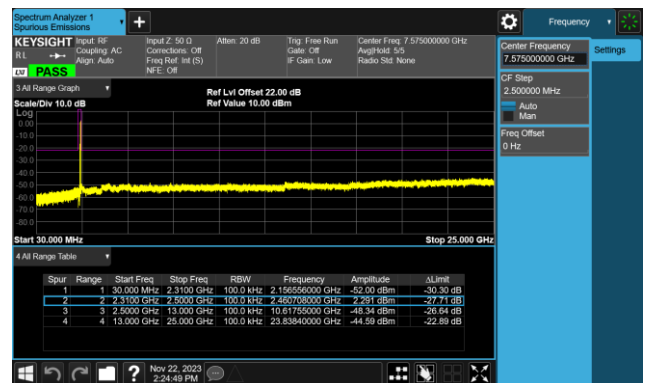 Spectrum Analyzer 1
Spurious Emissions
Frequency
KEYSIGHT
RL
LXI
PASS
Input: RF
Coupling: AC
Align: Auto
Input Z: 50 Ω
Corrections: Off
Freq Ref: Int (S)
NFE: Off
Atten: 20 dB
Trig: Free Run
Gate: Off
IF Gain: Low
Center Freq: 7.575000000 GHz
Avg|Hold: 5/5
Radio Std: None
Center Frequency
7.575000000 GHz
Settings
CF Step
2.500000 MHz
Auto
Man
Freq Offset
0 Hz
3 All Range Graph
Scale/Div 10.0 dB
Ref Lvl Offset 22.00 dB
Ref Value 10.00 dBm
Log
0.00
-10.0
-20.0
-30.0
-40.0
-50.0
-60.0
-70.0
-80.0
Start 30.000 MHz
Stop 25.000 GHz
4 All Range Table
Spur Range Start Freq Stop Freq RBW Frequency Amplitude ΔLimit
1 1 30.000 MHz 2.3100 GHz 100.0 kHz 2.156556000 GHz -52.00 dBm -30.30 dB
2 2 2.3100 GHz 2.5000 GHz 100.0 kHz 2.460708000 GHz 2.291 dBm -27.71 dB
3 3 2.5000 GHz 13.000 GHz 100.0 kHz 10.61755000 GHz -48.34 dBm -26.64 dB
4 4 13.000 GHz 25.000 GHz 100.0 kHz 23.83840000 GHz -44.59 dBm -22.89 dB
?
Nov 22, 2023
2:24:49 PM